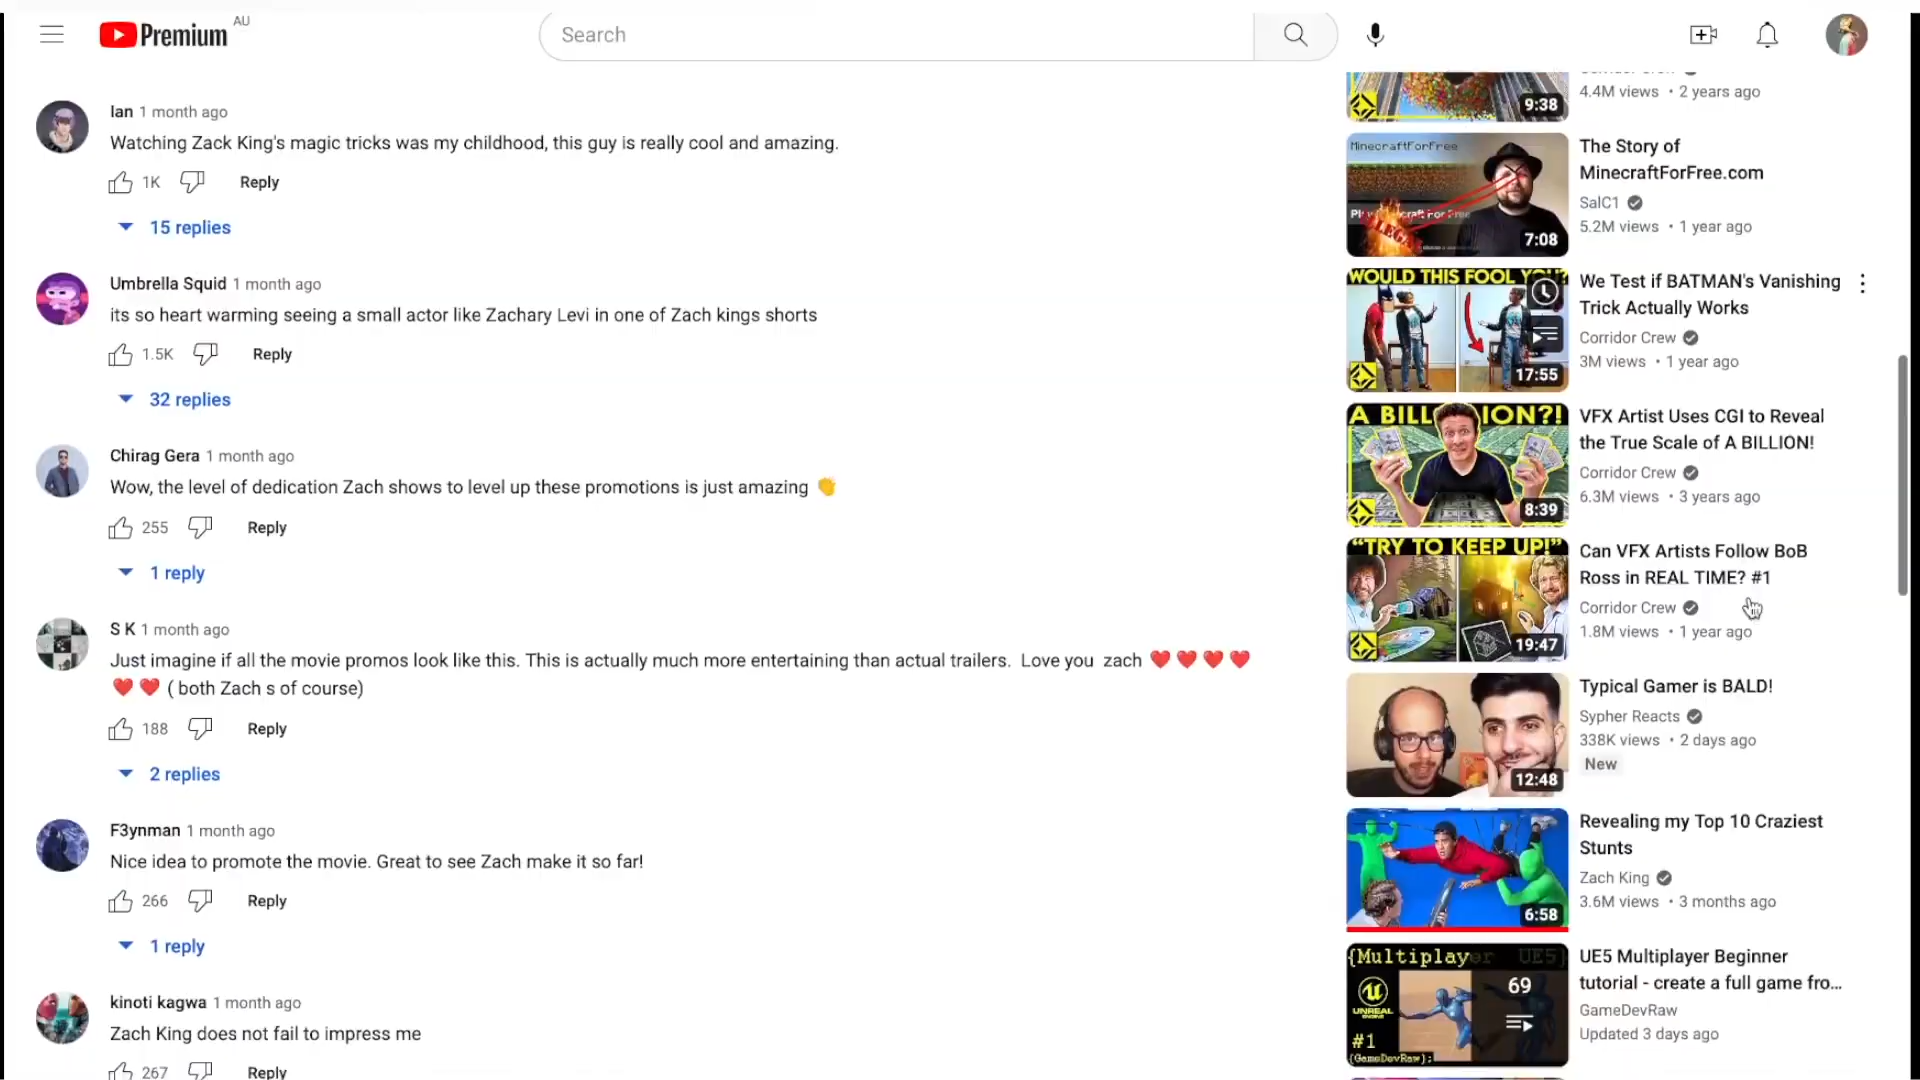 Premium
AU
Search
Ian 1 month ago
Watching Zack King's magic tricks was my childhood, this guy is really cool and amazing.
1K
Reply
15 replies
Umbrella Squid 1 month ago
its so heart warming seeing a small actor like Zachary Levi in one of Zach kings shorts
1.5K
Reply
32 replies
Chirag Gera 1 month ago
Wow, the level of dedication Zach shows to level up these promotions is just amazing 👏
255
Reply
1 reply
S K 1 month ago
Just imagine if all the movie promos look like this. This is actually much more entertaining than actual trailers. Love you zach ❤️❤️❤️❤️
❤️❤️ ( both Zach s of course)
188
Reply
2 replies
F3ynman 1 month ago
Nice idea to promote the movie. Great to see Zach make it so far!
266
Reply
1 reply
kinoti kagwa 1 month ago
Zach King does not fail to impress me
267
Reply
9:38
4.4M views • 2 years ago
MinecraftForFree
7:08
The Story of
MinecraftForFree.com
SalC1
5.2M views • 1 year ago
WOULD THIS FOOL YOU?
17:55
We Test if BATMAN's Vanishing
Trick Actually Works
Corridor Crew
3M views • 1 year ago
A BILLION?!
8:39
VFX Artist Uses CGI to Reveal
the True Scale of A BILLION!
Corridor Crew
6.3M views • 3 years ago
"TRY TO KEEP UP!"
19:47
Can VFX Artists Follow BoB
Ross in REAL TIME? #1
Corridor Crew
1.8M views • 1 year ago
12:48
Typical Gamer is BALD!
Sypher Reacts
338K views • 2 days ago
New
6:58
Revealing my Top 10 Craziest
Stunts
Zach King
3.6M views • 3 months ago
{Multiplayer UE5}
69
UNREAL
#1
{GameDevRaw};
UE5 Multiplayer Beginner
tutorial - create a full game fro...
GameDevRaw
Updated 3 days ago